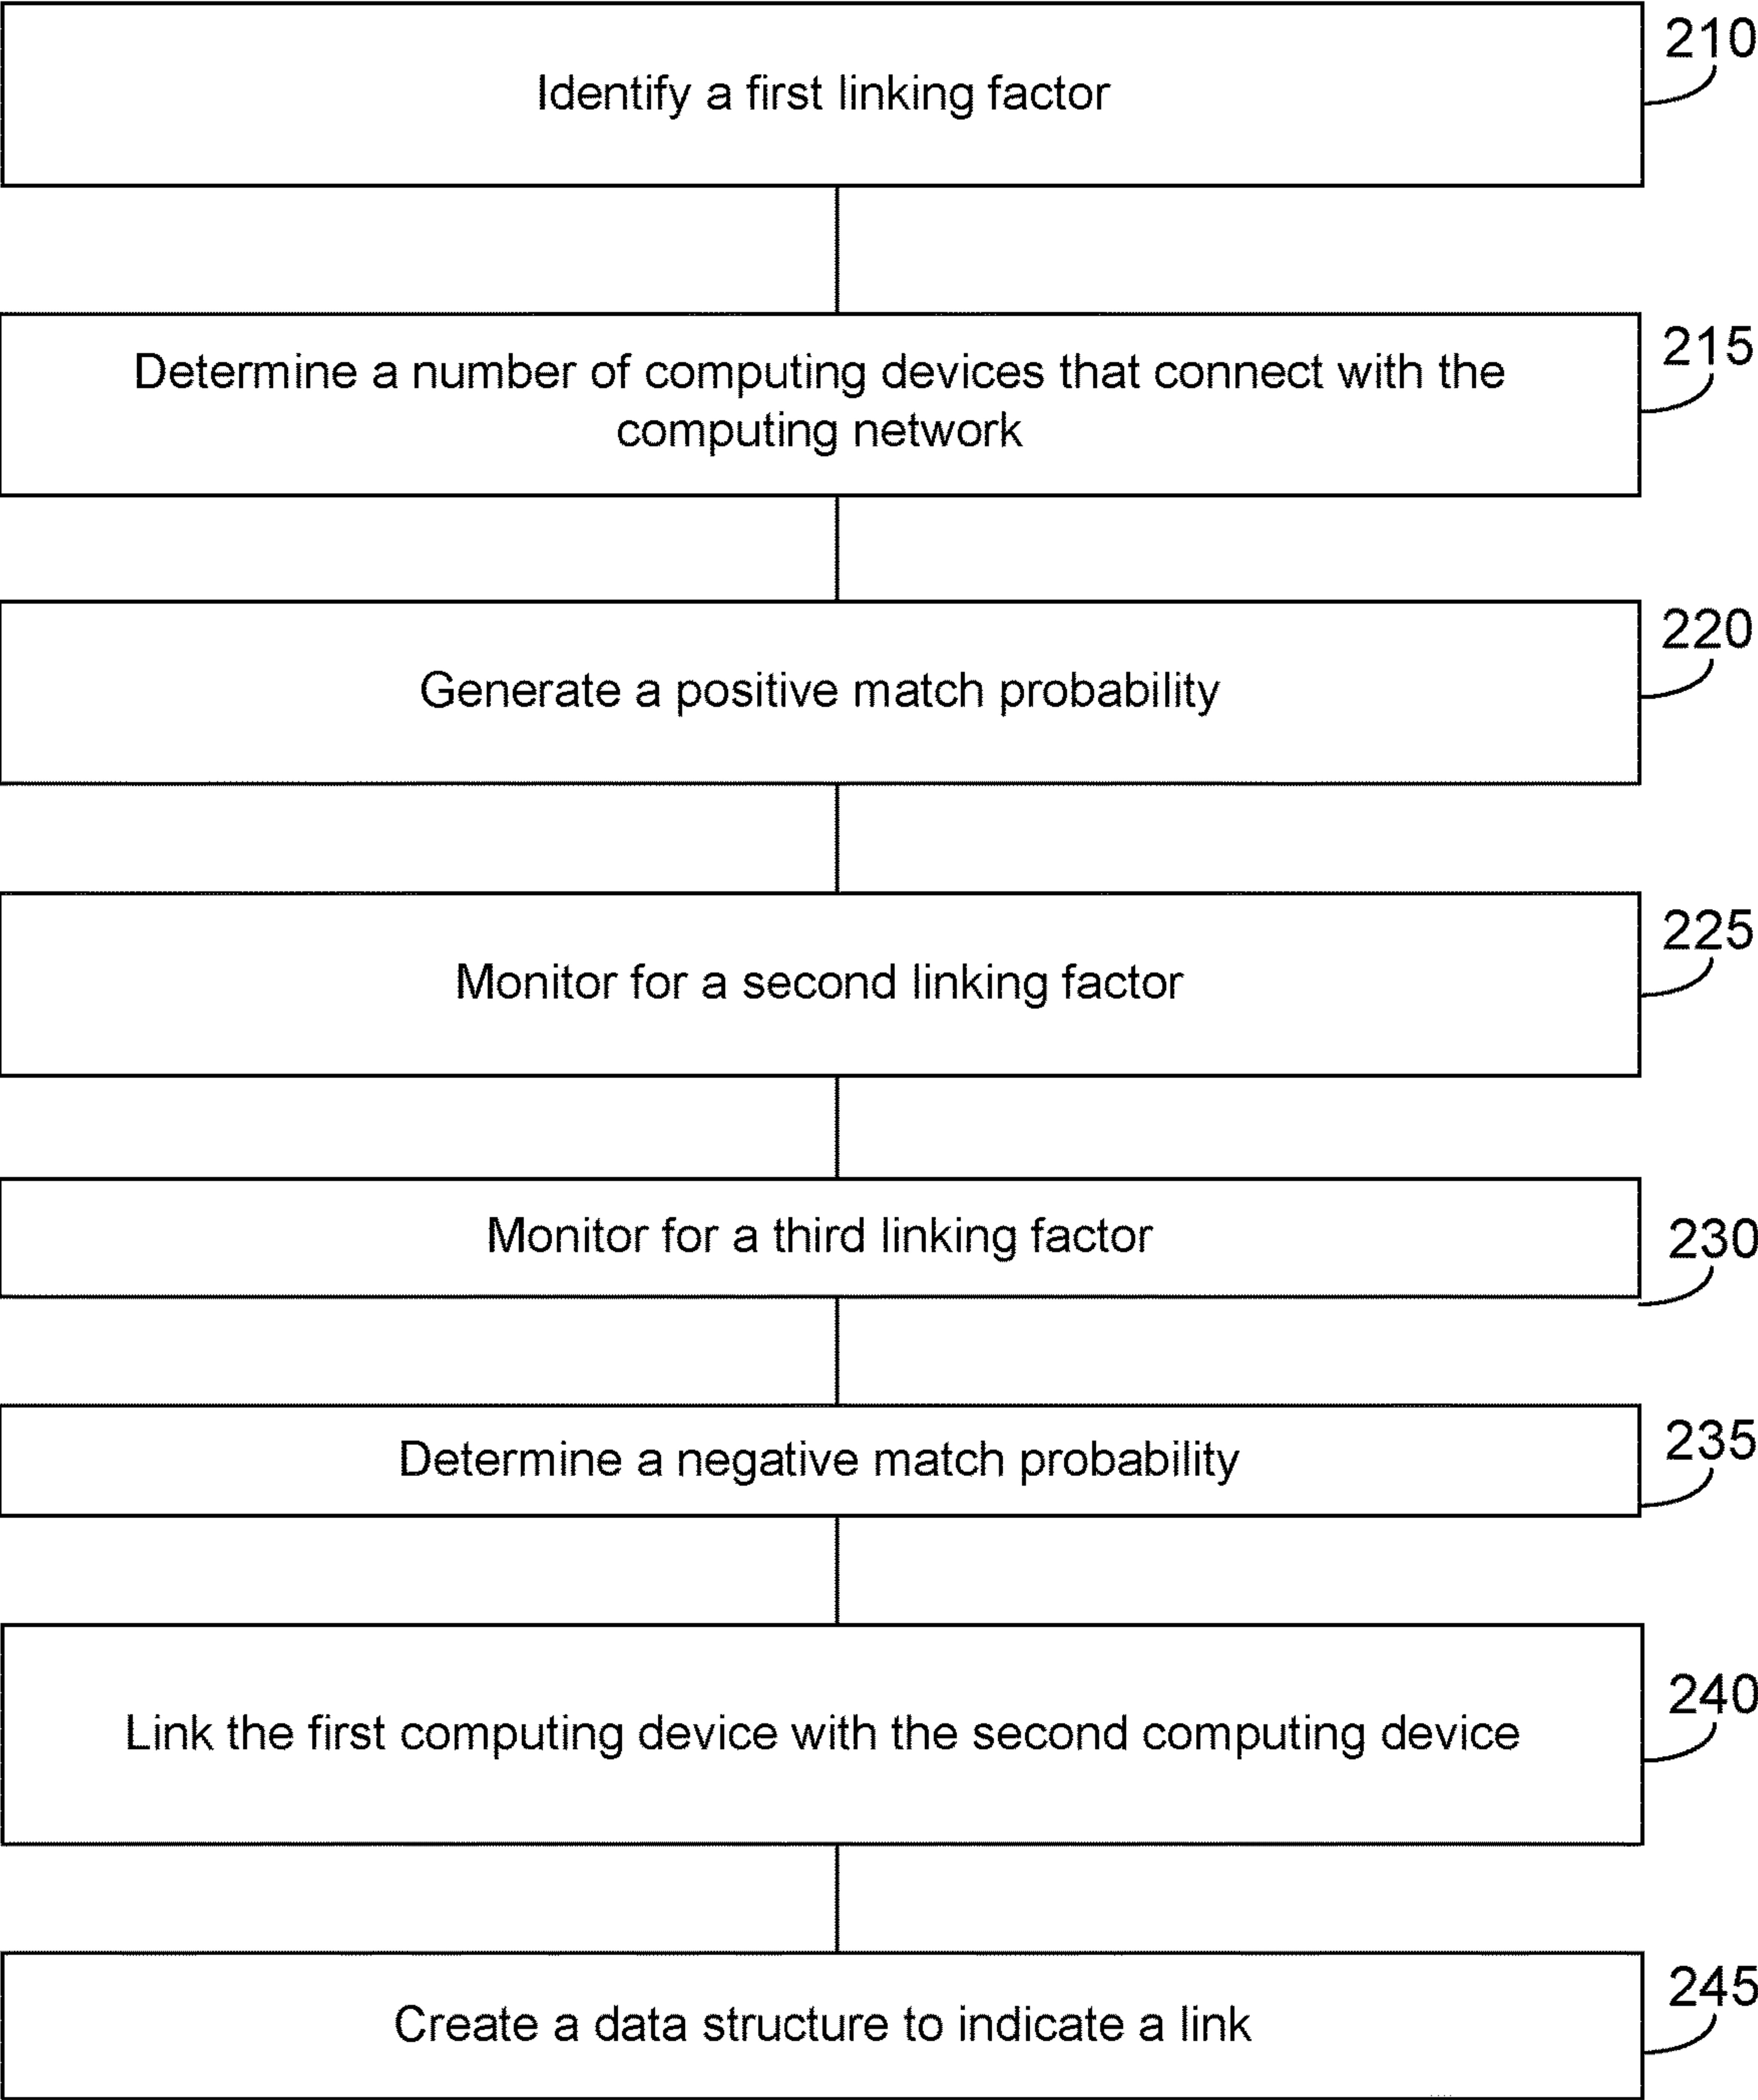 Identify a first linking factor
210
Determine a number of computing devices that connect with the
computing network
215
Generate a positive match probability
220
Monitor for a second linking factor
225
Monitor for a third linking factor
230
Determine a negative match probability
235
Link the first computing device with the second computing device
240
Create a data structure to indicate a link
245